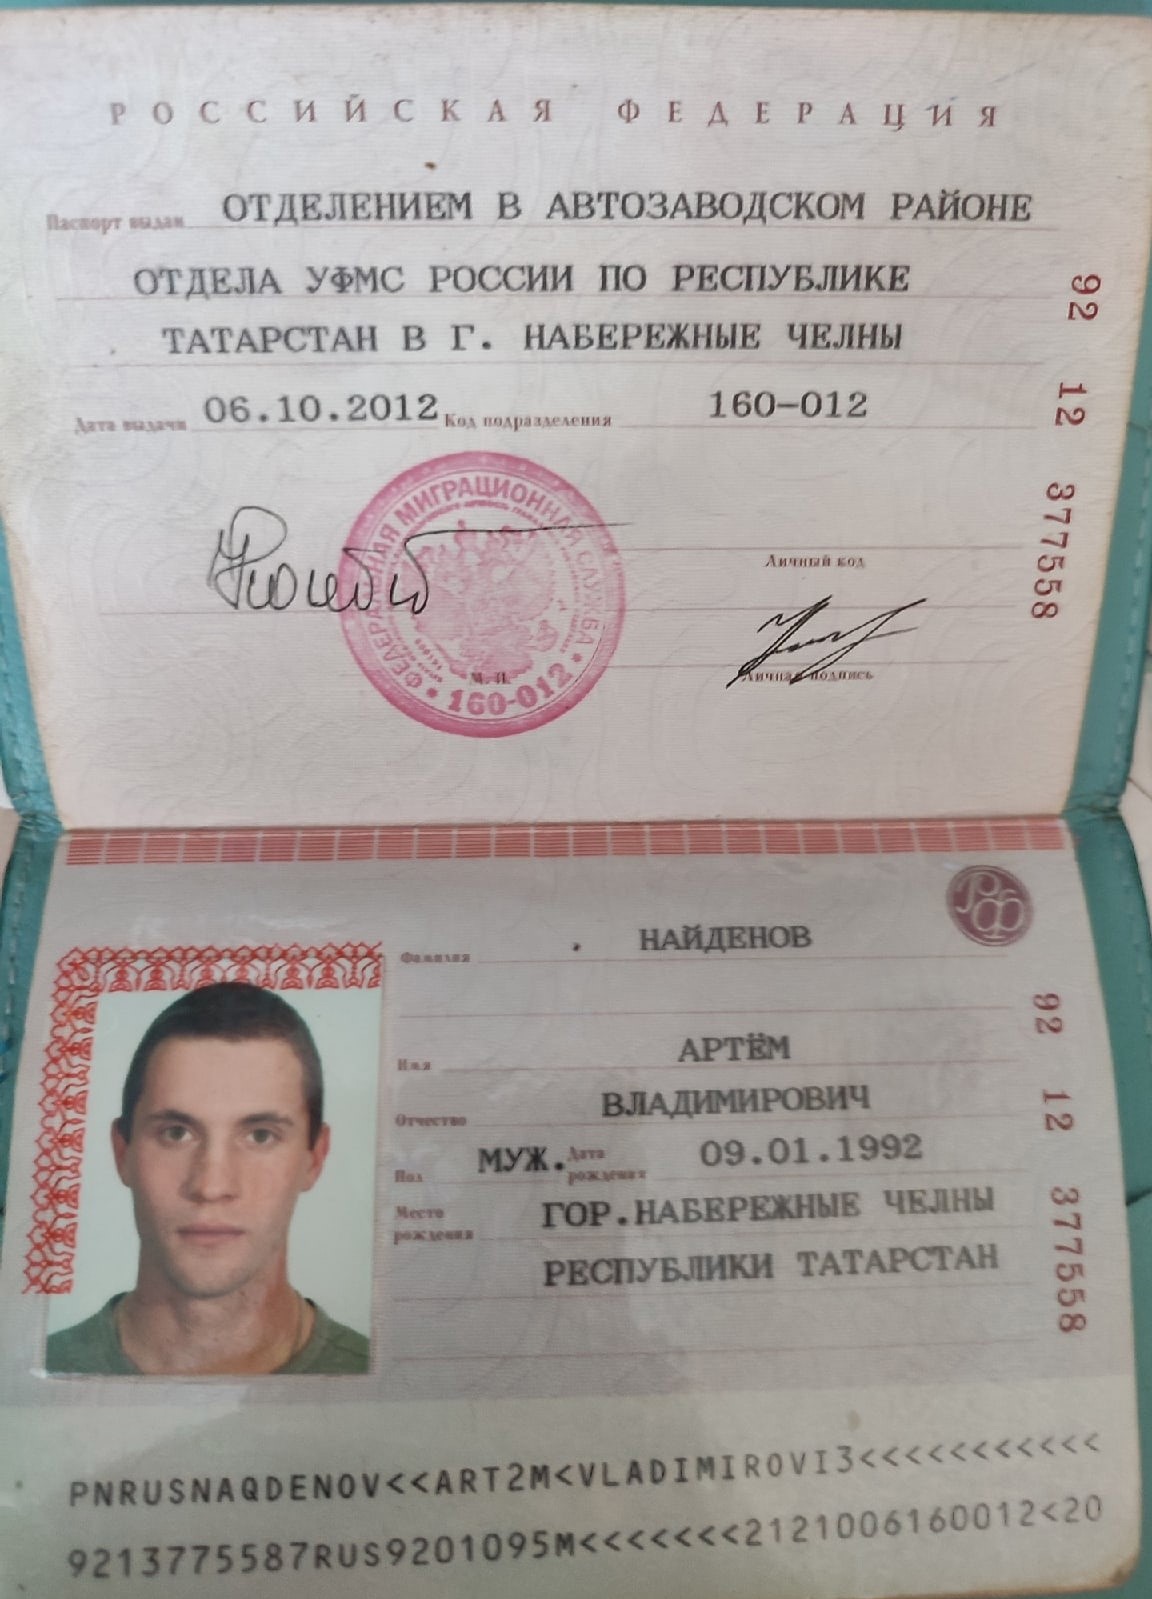 РОССИЙСКАЯ ФЕДЕРАЦИЯ
Паспорт выдан ОТДЕЛЕНИЕМ В АВТОЗАВОДСКОМ РАЙОНЕ
ОТДЕЛА УФМС РОССИИ ПО РЕСПУБЛИКЕ
ТАТАРСТАН В Г. НАБЕРЕЖНЫЕ ЧЕЛНЫ
Дата выдачи 06.10.2012 Код подразделения 160-012
92 12 377558
ФЕДЕРАЛЬНАЯ МИГРАЦИОННАЯ СЛУЖБА
160-012
М.П.
Личный код
Личная подпись
РФ
Фамилия НАЙДЕНОВ
Имя АРТЁМ
Отчество ВЛАДИМИРОВИЧ
Пол МУЖ. Дата рождения 09.01.1992
Место рождения ГОР.НАБЕРЕЖНЫЕ ЧЕЛНЫ
РЕСПУБЛИКИ ТАТАРСТАН
92 12 377558
PNRUSNAQDENOV<<ART2M<VLADIMIROVI3<<<<<<<<<<<
9213775587RUS9201095M<<<<<<<2121006160012<20